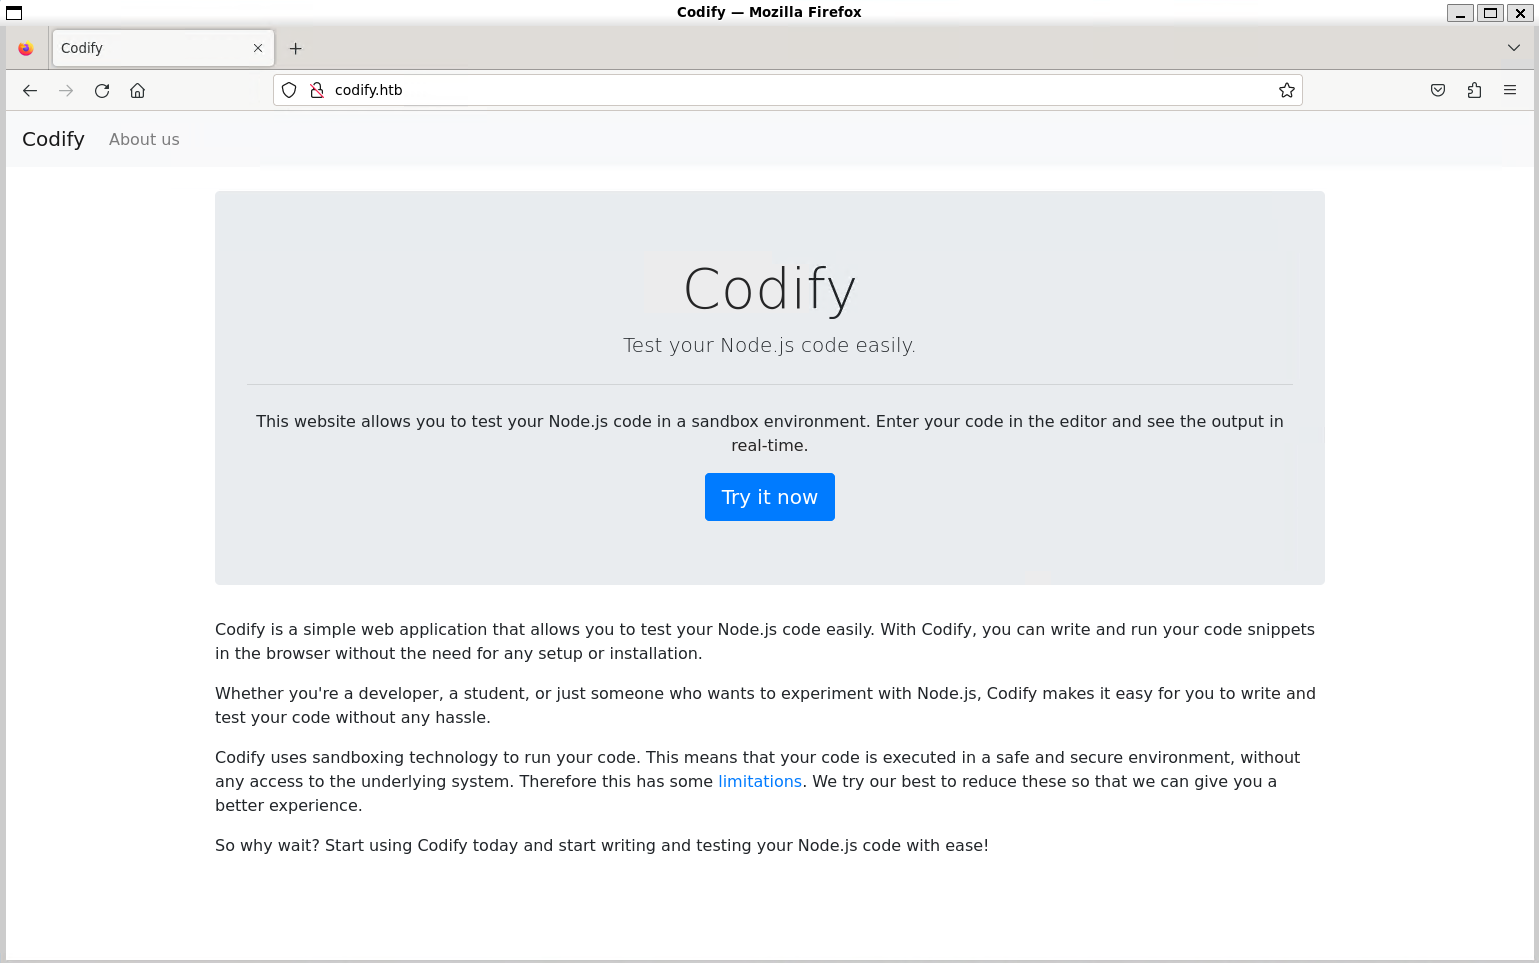 Codify — Mozilla Firefox
Codify
codify.htb
Codify About us
Codify
Test your Node.js code easily.
This website allows you to test your Node.js code in a sandbox environment. Enter your code in the editor and see the output in
real-time.
Try it now
Codify is a simple web application that allows you to test your Node.js code easily. With Codify, you can write and run your code snippets
in the browser without the need for any setup or installation.
Whether you're a developer, a student, or just someone who wants to experiment with Node.js, Codify makes it easy for you to write and
test your code without any hassle.
Codify uses sandboxing technology to run your code. This means that your code is executed in a safe and secure environment, without
any access to the underlying system. Therefore this has some limitations. We try our best to reduce these so that we can give you a
better experience.
So why wait? Start using Codify today and start writing and testing your Node.js code with ease!